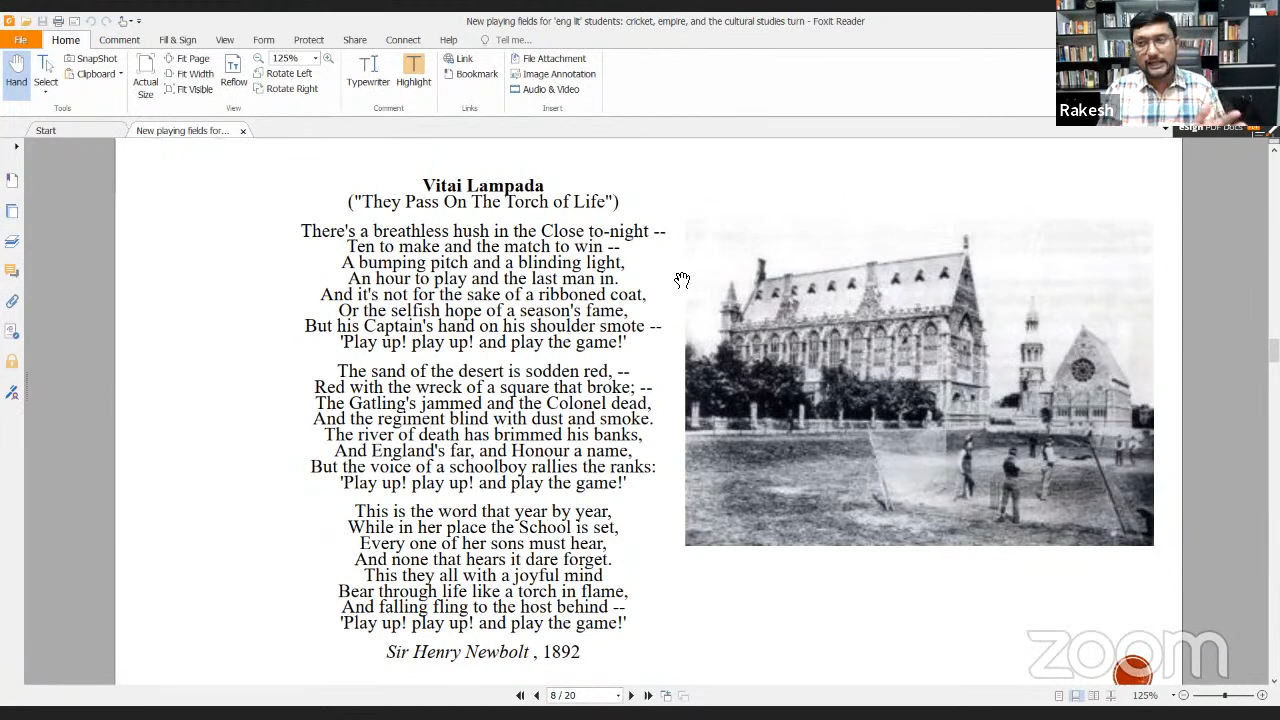 New playing fields for 'eng lit' students: cricket, empire, and the cultural studies turn - Foxit Reader
File Home Comment Fill & Sign View Form Protect Share Connect Help Tell me...
Hand Select SnapShot Clipboard
Actual Size Fit Page Fit Width Fit Visible Reflow 125% Rotate Left Rotate Right
Typewriter Highlight
Link Bookmark
File Attachment Image Annotation Audio & Video
Tools View Comment Links Insert
Rakesh
Start New playing fields for... eSign PDF Docs
Vitai Lampada
("They Pass On The Torch of Life")
There's a breathless hush in the Close to-night --
Ten to make and the match to win --
A bumping pitch and a blinding light,
An hour to play and the last man in.
And it's not for the sake of a ribboned coat,
Or the selfish hope of a season's fame,
But his Captain's hand on his shoulder smote --
'Play up! play up! and play the game!'
The sand of the desert is sodden red, --
Red with the wreck of a square that broke; --
The Gatling's jammed and the Colonel dead,
And the regiment blind with dust and smoke.
The river of death has brimmed his banks,
And England's far, and Honour a name,
But the voice of a schoolboy rallies the ranks:
'Play up! play up! and play the game!'
This is the word that year by year,
While in her place the School is set,
Every one of her sons must hear,
And none that hears it dare forget.
This they all with a joyful mind
Bear through life like a torch in flame,
And falling fling to the host behind --
'Play up! play up! and play the game!'
Sir Henry Newbolt , 1892
zoom
8 / 20 125%